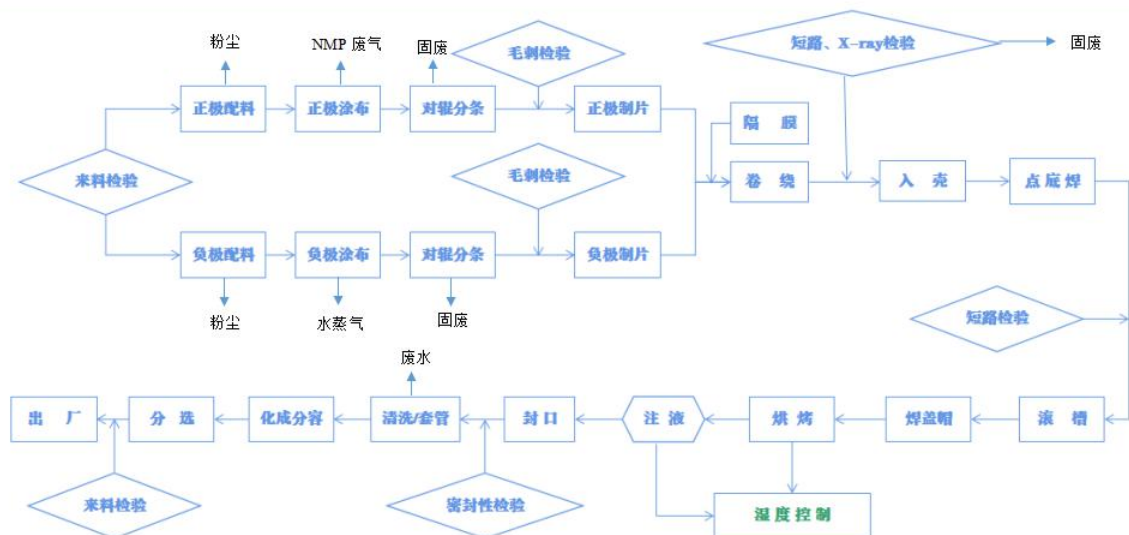 粉尘
NMP 废气
固废
毛刺检验
短路、X-ray检验
固废
正极配料
正极涂布
对辊分条
正极制片
隔 膜
来料检验
毛刺检验
卷 绕
入 壳
点底焊
负极配料
负极涂布
对辊分条
负极制片
粉尘
水蒸气
固废
短路检验
废水
出 厂
分 选
化成分容
清洗/套管
封口
注 液
烘 烤
焊盖帽
滚 槽
来料检验
密封性检验
湿度控制